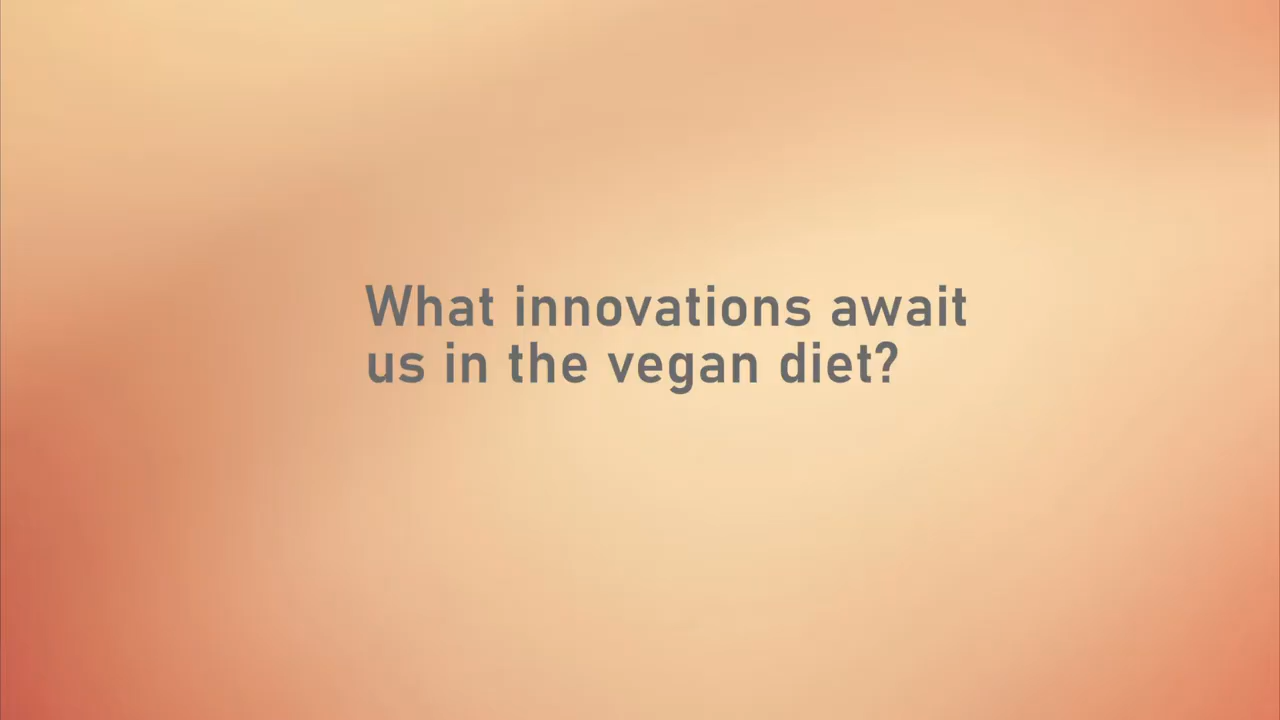 What innovations await
us in the vegan diet?